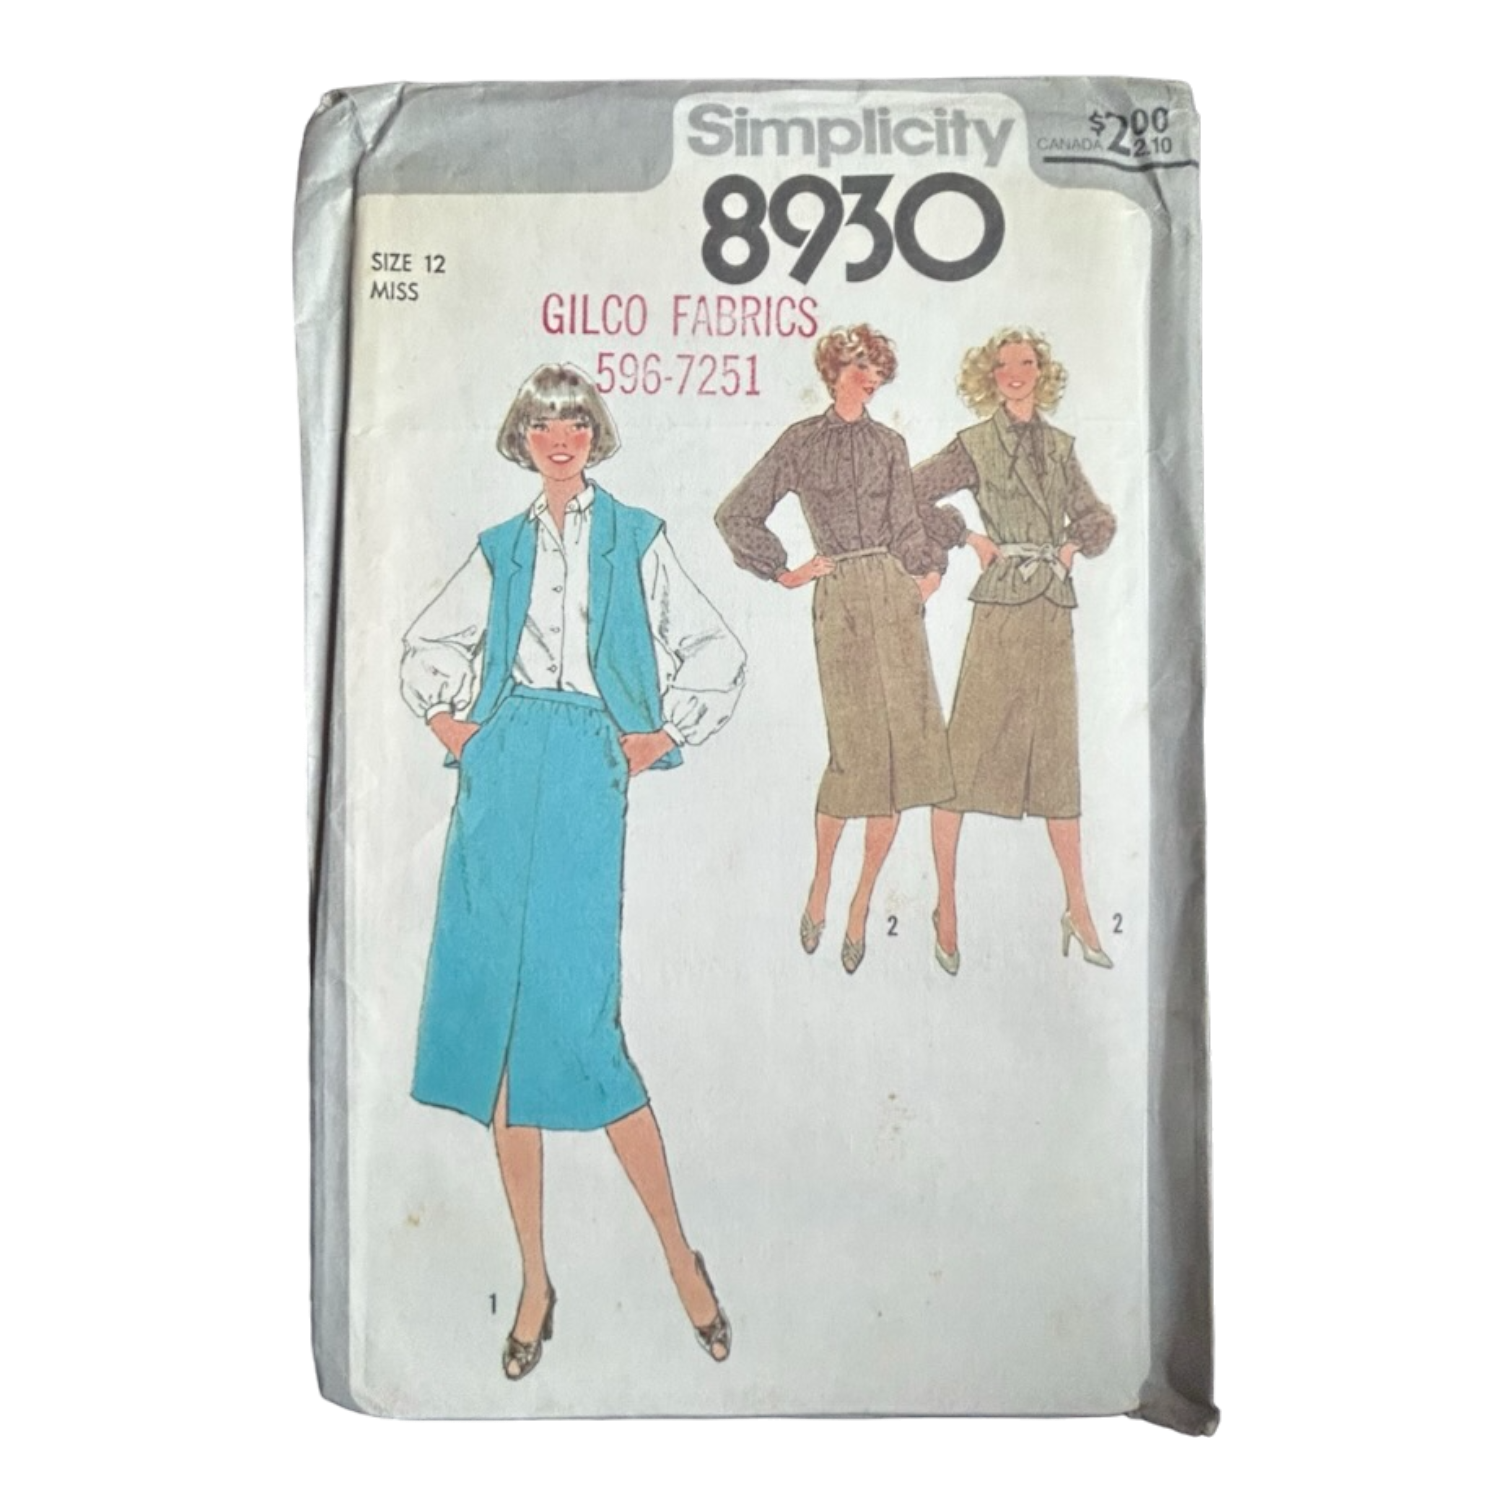 Simplicity
8930
$2.00
CANADA 2.10
SIZE 12
MISS
GILCO FABRICS
596-7251
2
2
1